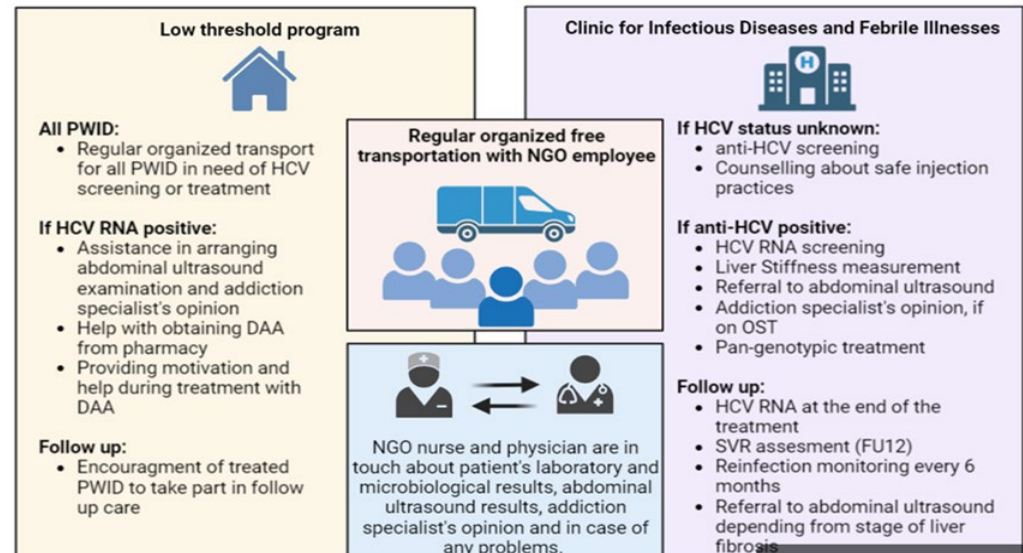 Low threshold program
All PWID:
• Regular organized transport
for all PWID in need of HCV
screening or treatment
If HCV RNA positive:
• Assistance in arranging
abdominal ultrasound
examination and addiction
specialist's opinion
• Help with obtaining DAA
from pharmacy
• Providing motivation and
help during treatment with
DAA
Follow up:
• Encouragment of treated
PWID to take part in follow
up care
Regular organized free
transportation with NGO employee
NGO nurse and physician are in
touch about patient's laboratory and
microbiological results, abdominal
ultrasound results, addiction
specialist's opinion and in case of
any problems.
Clinic for Infectious Diseases and Febrile Illnesses
H
If HCV status unknown:
• anti-HCV screening
• Counselling about safe injection
practices
If anti-HCV positive:
• HCV RNA screening
• Liver Stiffness measurement
• Referral to abdominal ultrasound
• Addiction specialist's opinion, if
on OST
• Pan-genotypic treatment
Follow up:
• HCV RNA at the end of the
treatment
• SVR assesment (FU12)
• Reinfection monitoring every 6
months
• Referral to abdominal ultrasound
depending from stage of liver
fibrosis